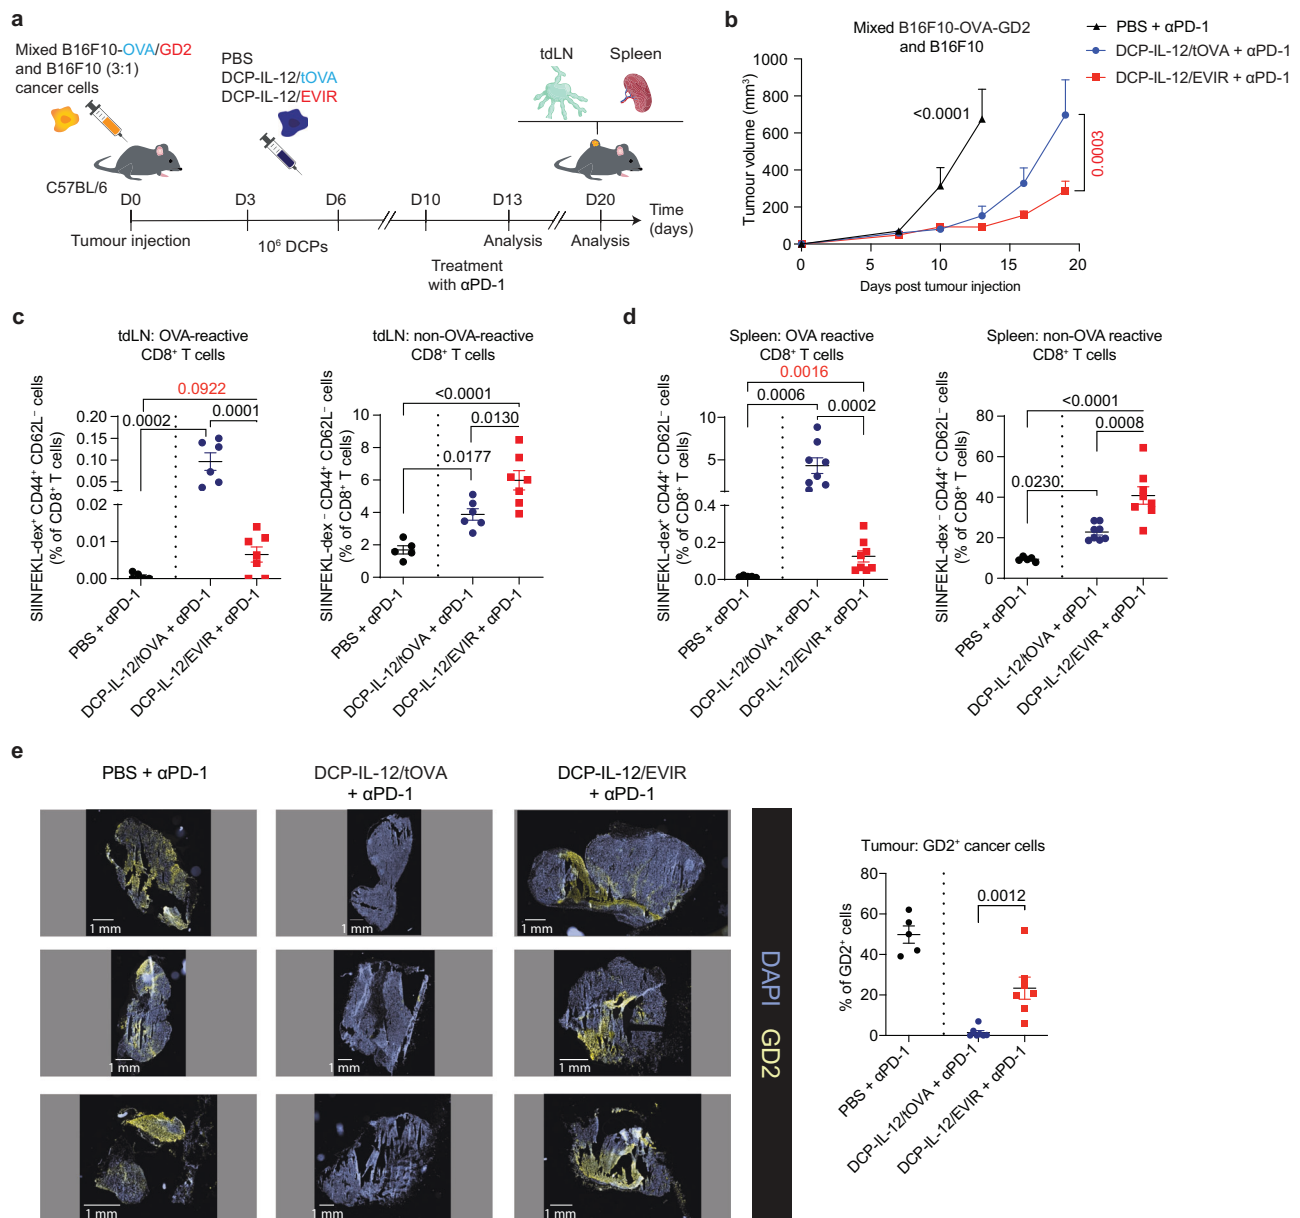 a
Mixed B16F10-OVA/GD2
and B16F10 (3:1)
cancer cells
PBS
DCP-IL-12/tOVA
DCP-IL-12/EVIR
tdLN
Spleen
C57BL/6
D0
D3
D6
D10
D13
D20
Time
(days)
Tumour injection
10⁶ DCPs
Analysis
Analysis
Treatment
with αPD-1
b
Mixed B16F10-OVA-GD2
and B16F10
PBS + αPD-1
DCP-IL-12/tOVA + αPD-1
DCP-IL-12/EVIR + αPD-1
Tumour volume (mm³)
1000
800
600
400
200
0
<0.0001
0.0003
0
5
10
15
20
Days post tumour injection
c
tdLN: OVA-reactive
CD8⁺ T cells
SIINFEKL-dex⁺ CD44⁺ CD62L⁻ cells
(% of CD8⁺ T cells)
0.0922
0.0002
0.0001
0.20
0.15
0.10
0.05
0.02
0.01
0.00
PBS + αPD-1
DCP-IL-12/tOVA + αPD-1
DCP-IL-12/EVIR + αPD-1
tdLN: non-OVA-reactive
CD8⁺ T cells
SIINFEKL-dex⁻ CD44⁺ CD62L⁻ cells
(% of CD8⁺ T cells)
<0.0001
0.0130
0.0177
10
8
6
4
2
0
PBS + αPD-1
DCP-IL-12/tOVA + αPD-1
DCP-IL-12/EVIR + αPD-1
d
Spleen: OVA reactive
CD8⁺ T cells
SIINFEKL-dex⁺ CD44⁺ CD62L⁻ cells
(% of CD8⁺ T cells)
0.0016
0.0006
0.0002
10
5
0.4
0.2
0.0
PBS + αPD-1
DCP-IL-12/tOVA + αPD-1
DCP-IL-12/EVIR + αPD-1
Spleen: non-OVA reactive
CD8⁺ T cells
SIINFEKL-dex⁻ CD44⁺ CD62L⁻ cells
(% of CD8⁺ T cells)
<0.0001
0.0008
0.0230
80
60
40
20
0
PBS + αPD-1
DCP-IL-12/tOVA + αPD-1
DCP-IL-12/EVIR + αPD-1
e
PBS + αPD-1
DCP-IL-12/tOVA
+ αPD-1
DCP-IL-12/EVIR
+ αPD-1
1 mm
1 mm
1 mm
1 mm
1 mm
1 mm
1 mm
1 mm
1 mm
DAPI GD2
Tumour: GD2⁺ cancer cells
% of GD2⁺ cells
0.0012
80
60
40
20
0
PBS + αPD-1
DCP-IL-12/tOVA + αPD-1
DCP-IL-12/EVIR + αPD-1